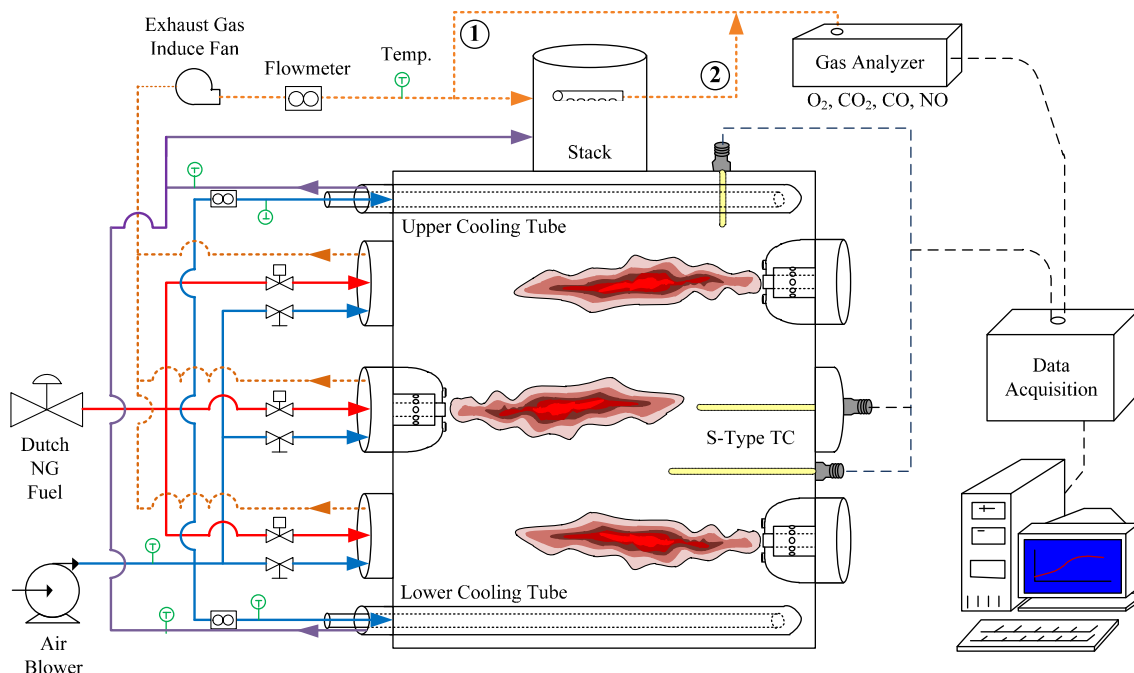 Exhaust Gas
Induce Fan
Flowmeter
Temp.
1
2
Gas Analyzer
O₂, CO₂, CO, NO
Stack
T
T
T
Upper Cooling Tube
Data
Acquisition
S-Type TC
Dutch
NG
Fuel
Lower Cooling Tube
T
T
T
Air
Blower